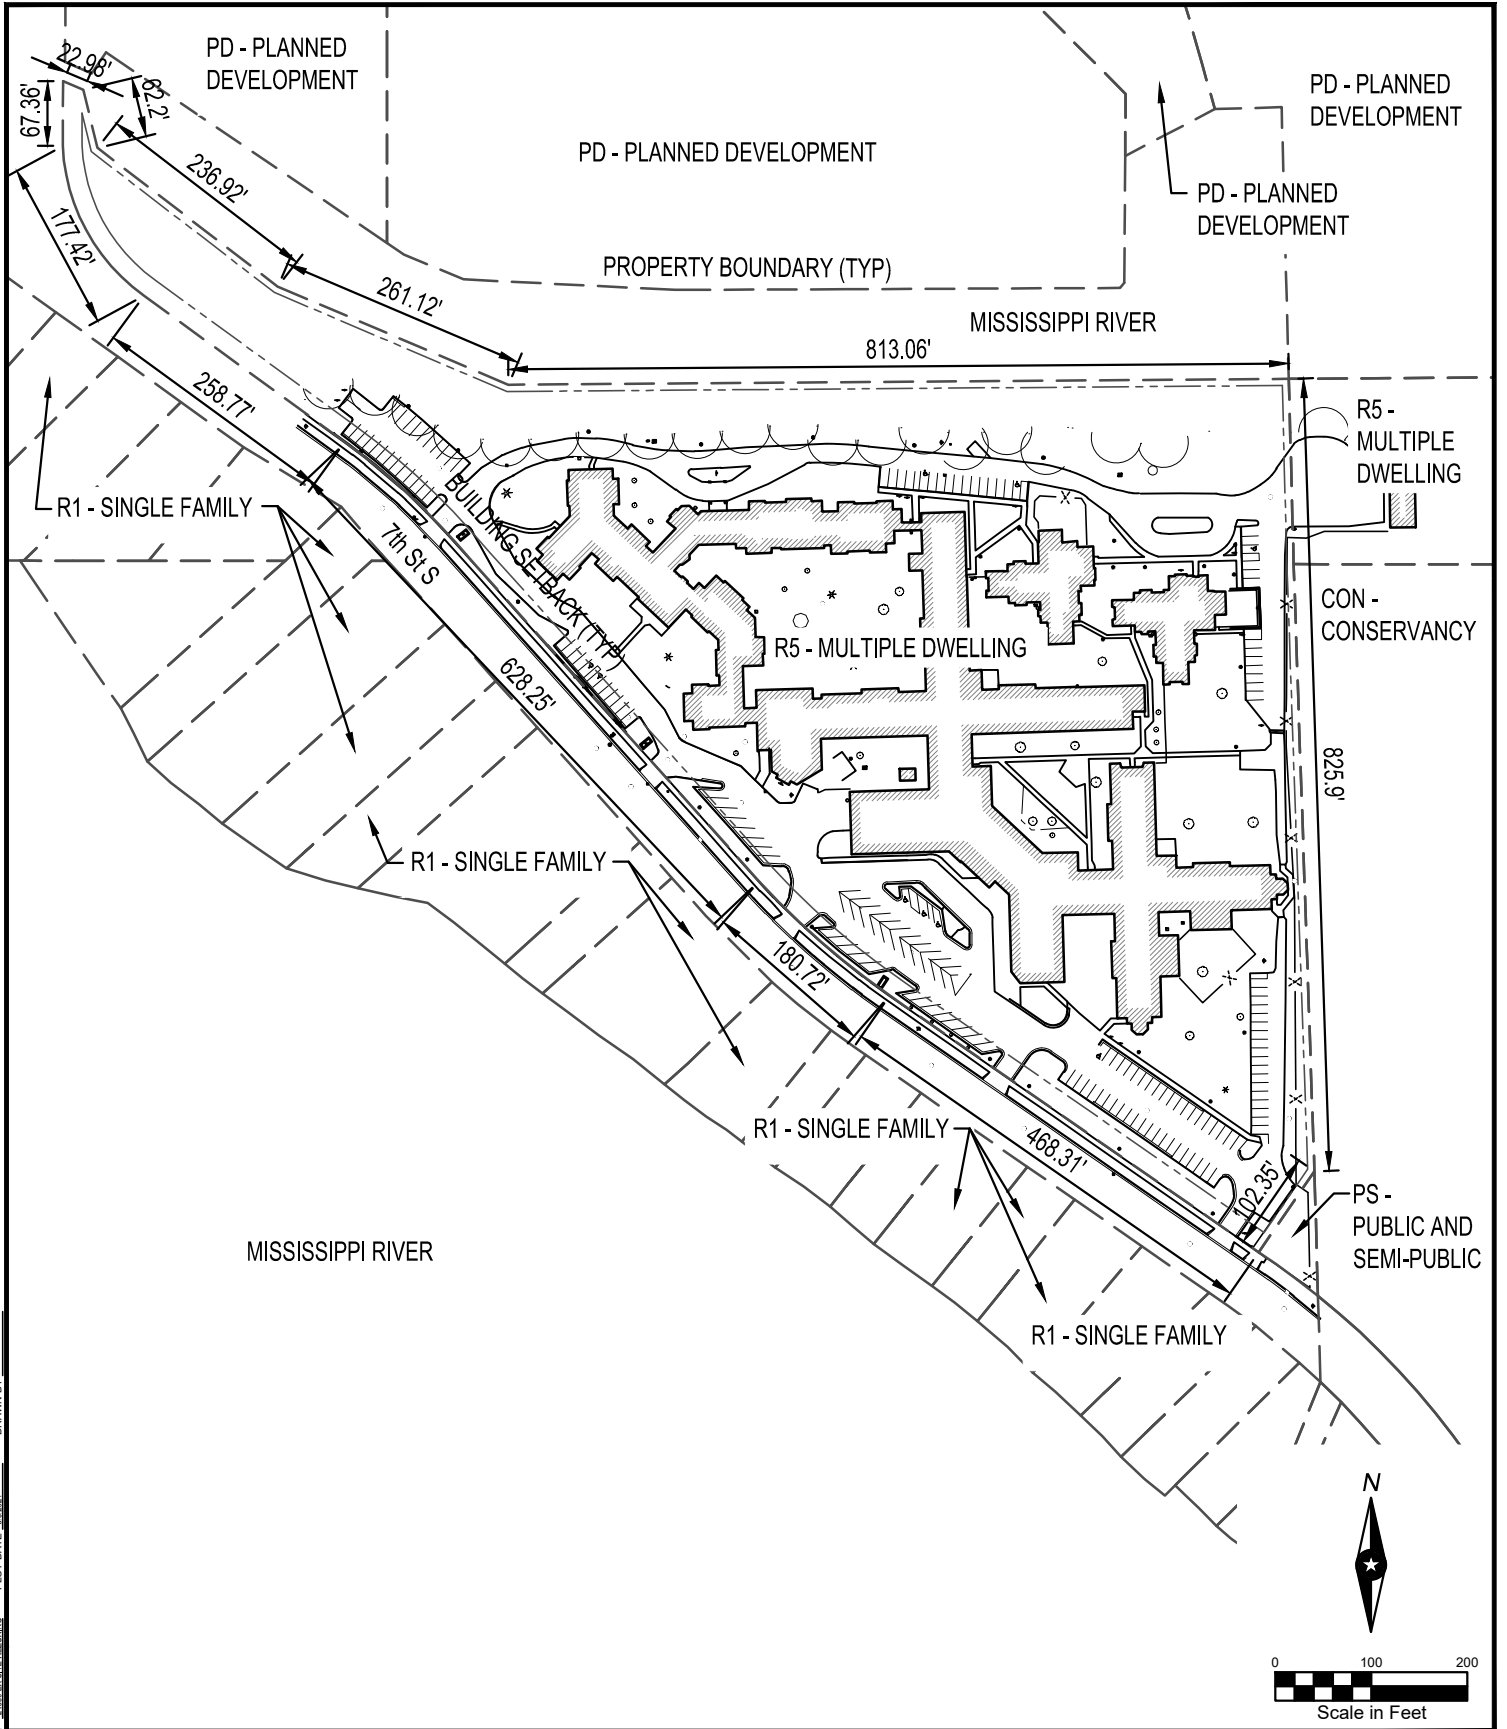 PD - PLANNED
DEVELOPMENT
22.98'
67.36'
62.2'
PD - PLANNED
DEVELOPMENT
PD - PLANNED DEVELOPMENT
236.92'
PD - PLANNED
DEVELOPMENT
177.42'
PROPERTY BOUNDARY (TYP)
261.12'
MISSISSIPPI RIVER
813.06'
258.77'
R5 -
MULTIPLE
DWELLING
R1 - SINGLE FAMILY
BUILDING SETBACK (TYP)
7th St S
CON -
CONSERVANCY
R5 - MULTIPLE DWELLING
628.25'
825.9'
R1 - SINGLE FAMILY
180.72'
R1 - SINGLE FAMILY
468.31'
02.35'
PS -
PUBLIC AND
SEMI-PUBLIC
MISSISSIPPI RIVER
R1 - SINGLE FAMILY
N
0 100 200
Scale in Feet